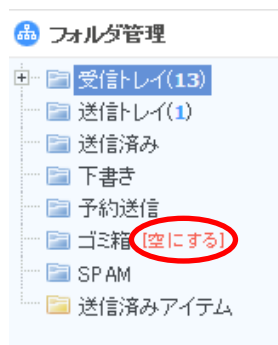 フォルダ管理
受信トレイ(13)
送信トレイ(1)
送信済み
下書き
予約送信
ゴミ箱 [空にする]
SPAM
送信済みアイテム